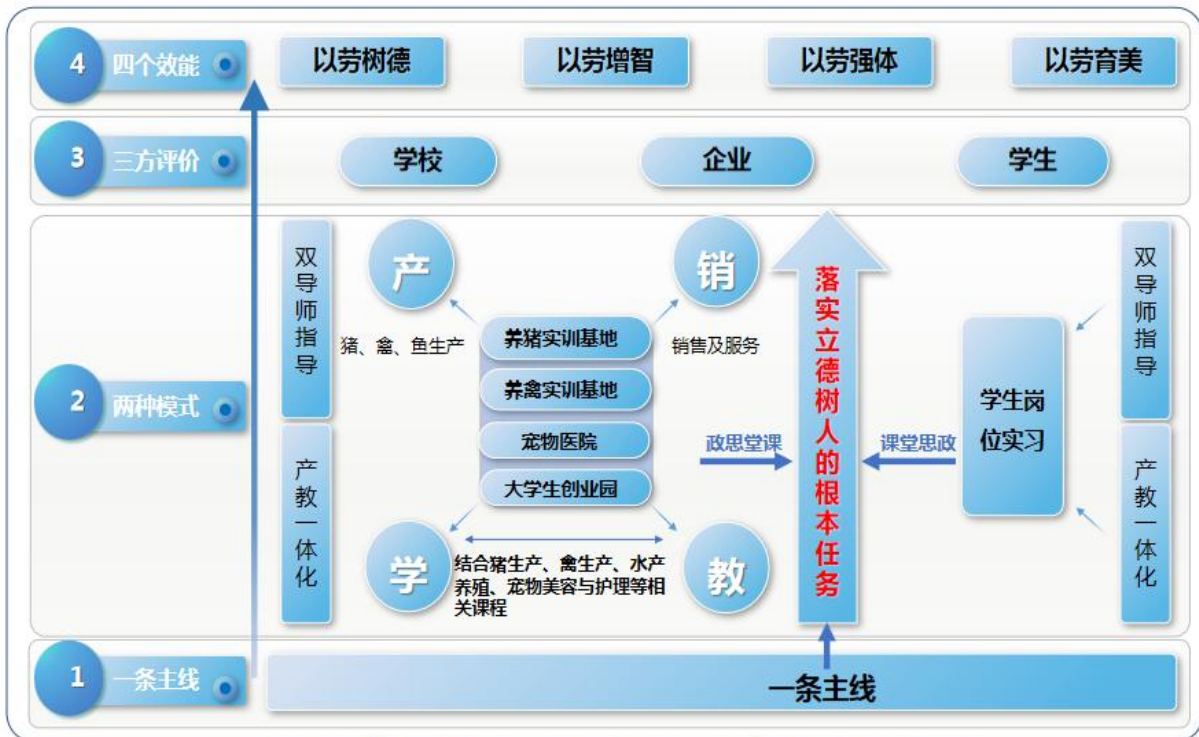 4
四个效能
以劳树德
以劳增智
以劳强体
以劳育美
3
三方评价
学校
企业
学生
2
两种模式
双导师指导
产教一体化
产
销
猪、禽、鱼生产
销售及服务
养猪实训基地
养禽实训基地
宠物医院
大学生创业园
学
教
结合猪生产、禽生产、水产
养殖、宠物美容与护理等相
关课程
政思堂课
落实立德树人的根本任务
课堂思政
学生岗
位实习
双导师指导
产教一体化
1
一条主线
一条主线